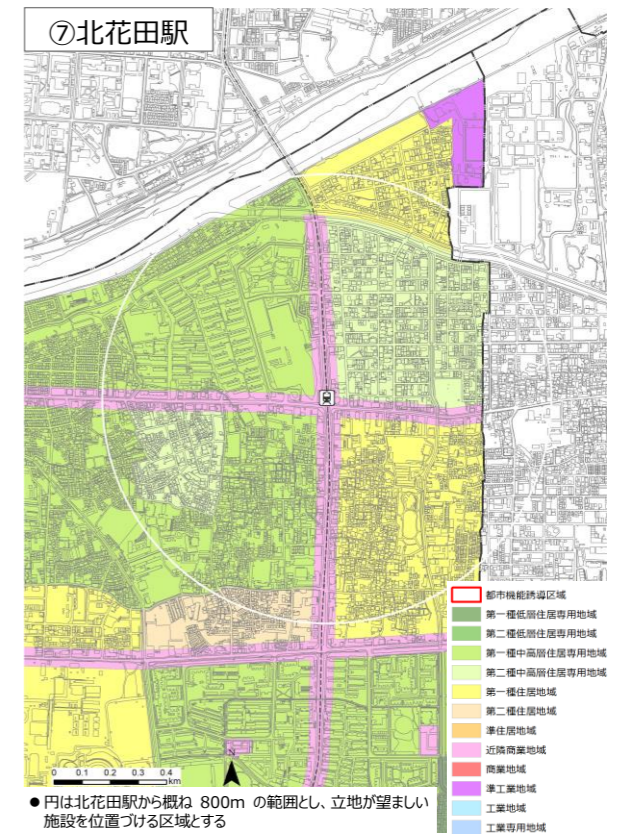 ⑦北花田駅
都市機能誘導区域
第一種低層住居専用地域
第二種低層住居専用地域
第一種中高層住居専用地域
第二種中高層住居専用地域
第一種住居地域
第二種住居地域
準住居地域
近隣商業地域
商業地域
準工業地域
工業地域
工業専用地域
N
0 0.1 0.2 0.3 0.4
km
●円は北花田駅から概ね 800m の範囲とし、立地が望ましい
施設を位置づける区域とする